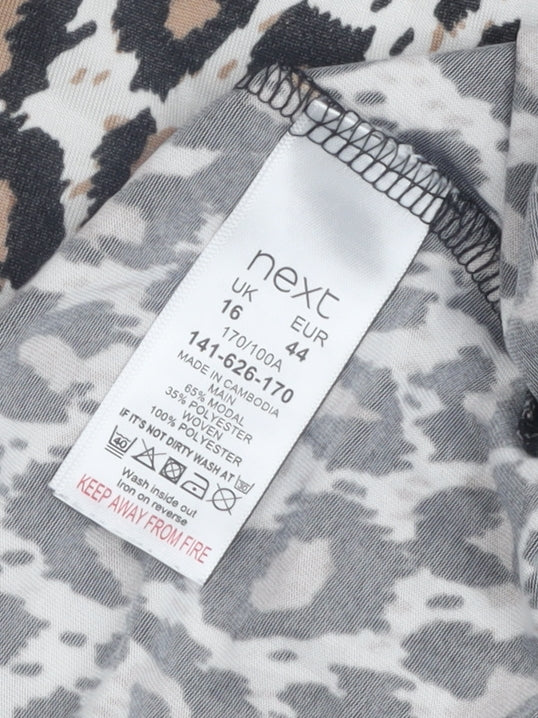 next
UK EUR
16 44
170/100A
141-626-170
MADE IN CAMBODIA
MAIN
65% MODAL
35% POLYESTER
WOVEN
100% POLYESTER
IF IT'S NOT DIRTY WASH AT
40
Wash inside out
Iron on reverse
KEEP AWAY FROM FIRE